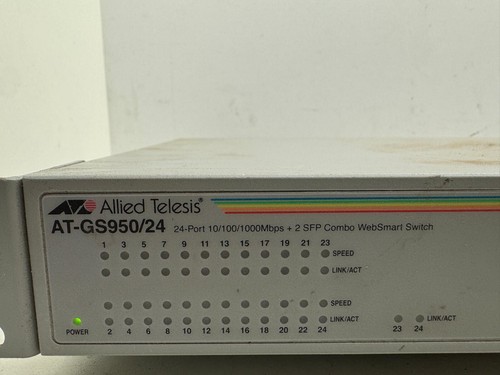 Allied Telesis®
AT-GS950/24 24-Port 10/100/1000Mbps + 2 SFP Combo WebSmart Switch
1 3 5 7 9 11 13 15 17 19 21 23
SPEED
LINK/ACT
SPEED
LINK/ACT LINK/ACT
POWER 2 4 6 8 10 12 14 16 18 20 22 24 23 24